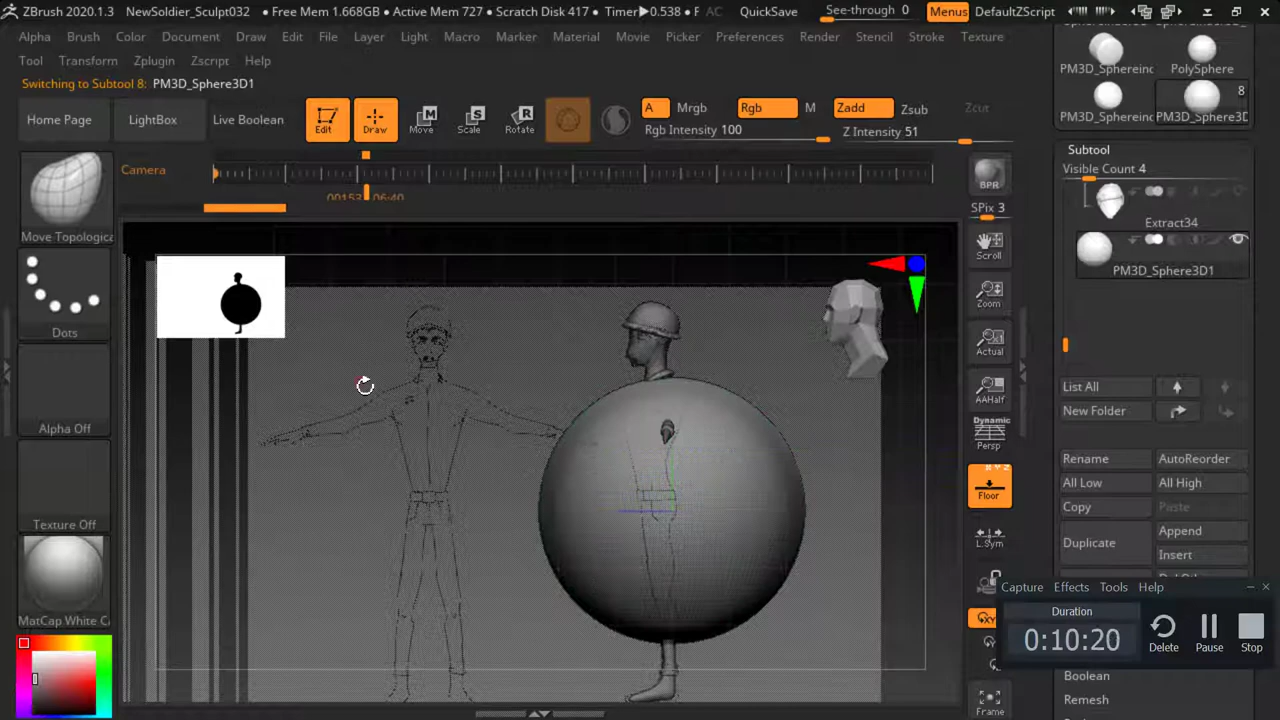 ZBrush 2020.1.3 NewSoldier_Sculpt032 • Free Mem 1.668GB • Active Mem 727 • Scratch Disk 417 • Timer▶0.538 • F AC QuickSave See-through 0 Menus DefaultZScript
Alpha Brush Color Document Draw Edit File Layer Light Macro Marker Material Movie Picker Preferences Render Stencil Stroke Texture
Tool Transform Zplugin Zscript Help
Switching to Subtool 8: PM3D_Sphere3D1
Home Page LightBox Live Boolean Edit Draw Move Scale Rotate
A Mrgb Rgb M Zadd Zsub Zcut
Rgb Intensity 100 Z Intensity 51
Camera
00153 06:40
Move Topologica
Dots
Alpha Off
Texture Off
MatCap White C
BPR
SPix 3
Scroll
Zoom
Actual
AAHalf
Dynamic
Persp
X Y Z
Floor
L.Sym
XYZ
Frame
PM3D_Sphereinc PolySphere
8
PM3D_Sphereinc PM3D_Sphere3D
Subtool
Visible Count 4
Extract34
PM3D_Sphere3D1
List All
New Folder
Rename AutoReorder
All Low All High
Copy Paste
Duplicate Append
Insert
Capture Effects Tools Help
Duration
0:10:20
Delete Pause Stop
Boolean
Remesh